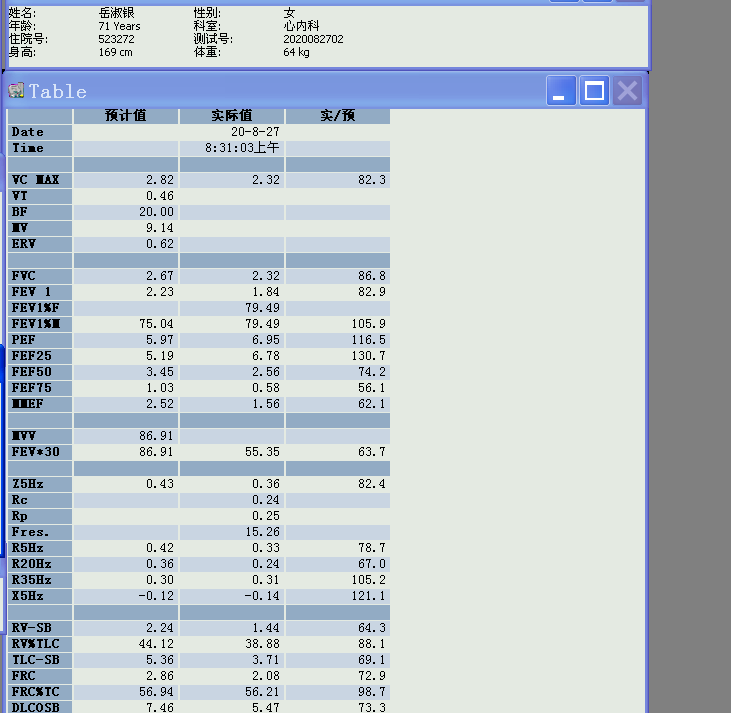 姓名: 岳淑银 性别: 女
年龄: 71 Years 科室: 心内科
住院号: 523272 测试号: 2020082702
身高: 169 cm 体重: 64 kg
Table
预计值 实际值 实/预
Date 20-8-27
Time 8:31:03上午
VC MAX 2.82 2.32 82.3
VT 0.46
BF 20.00
MV 9.14
ERV 0.62
FVC 2.67 2.32 86.8
FEV 1 2.23 1.84 82.9
FEV1%F 79.49
FEV1%M 75.04 79.49 105.9
PEF 5.97 6.95 116.5
FEF25 5.19 6.78 130.7
FEF50 3.45 2.56 74.2
FEF75 1.03 0.58 56.1
MMEF 2.52 1.56 62.1
MVV 86.91
FEV*30 86.91 55.35 63.7
Z5Hz 0.43 0.36 82.4
Rc 0.24
Rp 0.25
Fres. 15.26
R5Hz 0.42 0.33 78.7
R20Hz 0.36 0.24 67.0
R35Hz 0.30 0.31 105.2
X5Hz -0.12 -0.14 121.1
RV-SB 2.24 1.44 64.3
RV%TLC 44.12 38.88 88.1
TLC-SB 5.36 3.71 69.1
FRC 2.86 2.08 72.9
FRC%TC 56.94 56.21 98.7
DLCOSB 7.46 5.47 73.3